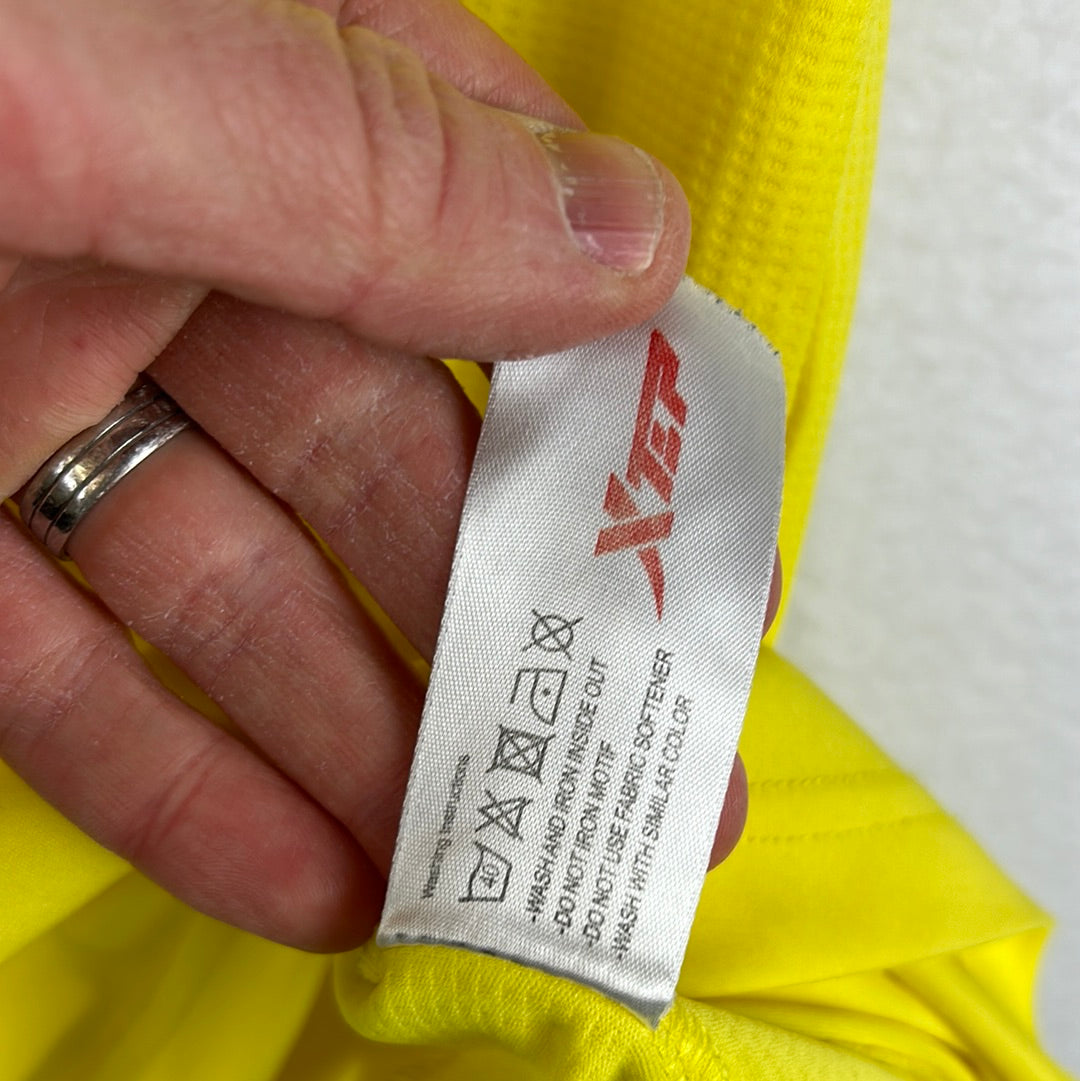 XTEP
Washing Instructions
40
-WASH AND IRON INSIDE OUT
-DO NOT IRON MOTIF
-DO NOT USE FABRIC SOFTENER
-WASH WITH SIMILAR COLOR